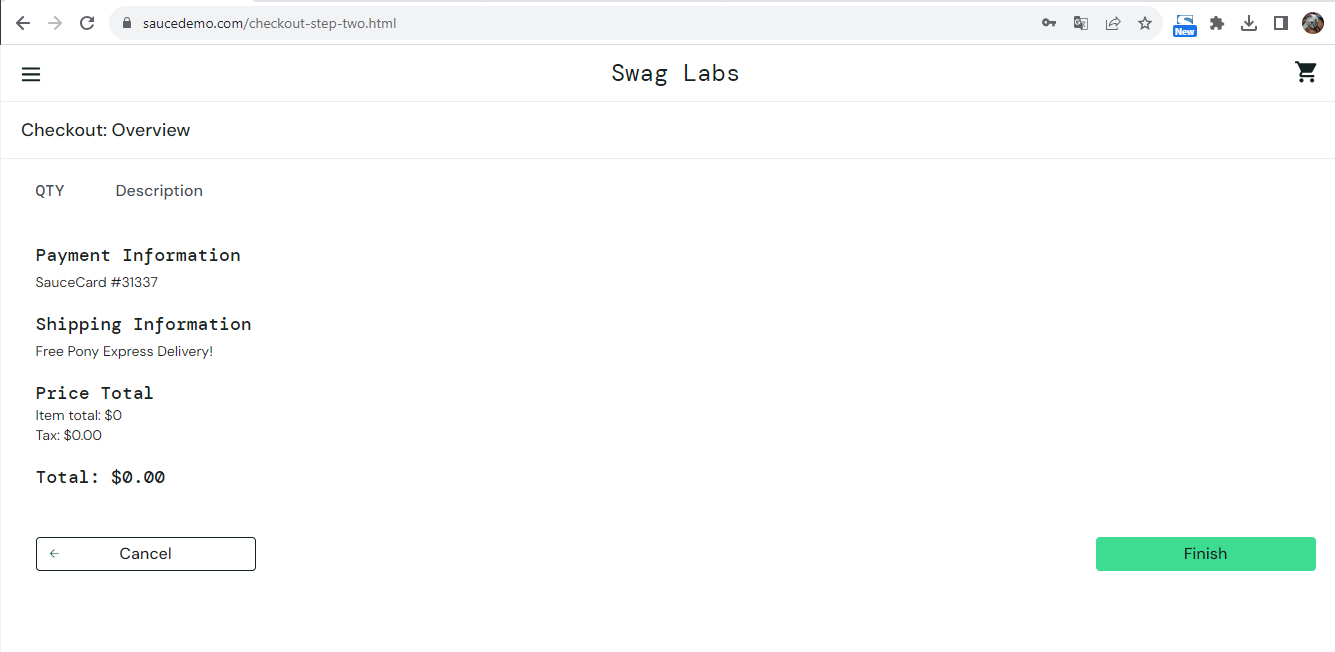 saucedemo.com/checkout-step-two.html
New
Swag Labs
Checkout: Overview
QTY Description
Payment Information
SauceCard #31337
Shipping Information
Free Pony Express Delivery!
Price Total
Item total: $0
Tax: $0.00
Total: $0.00
Cancel Finish